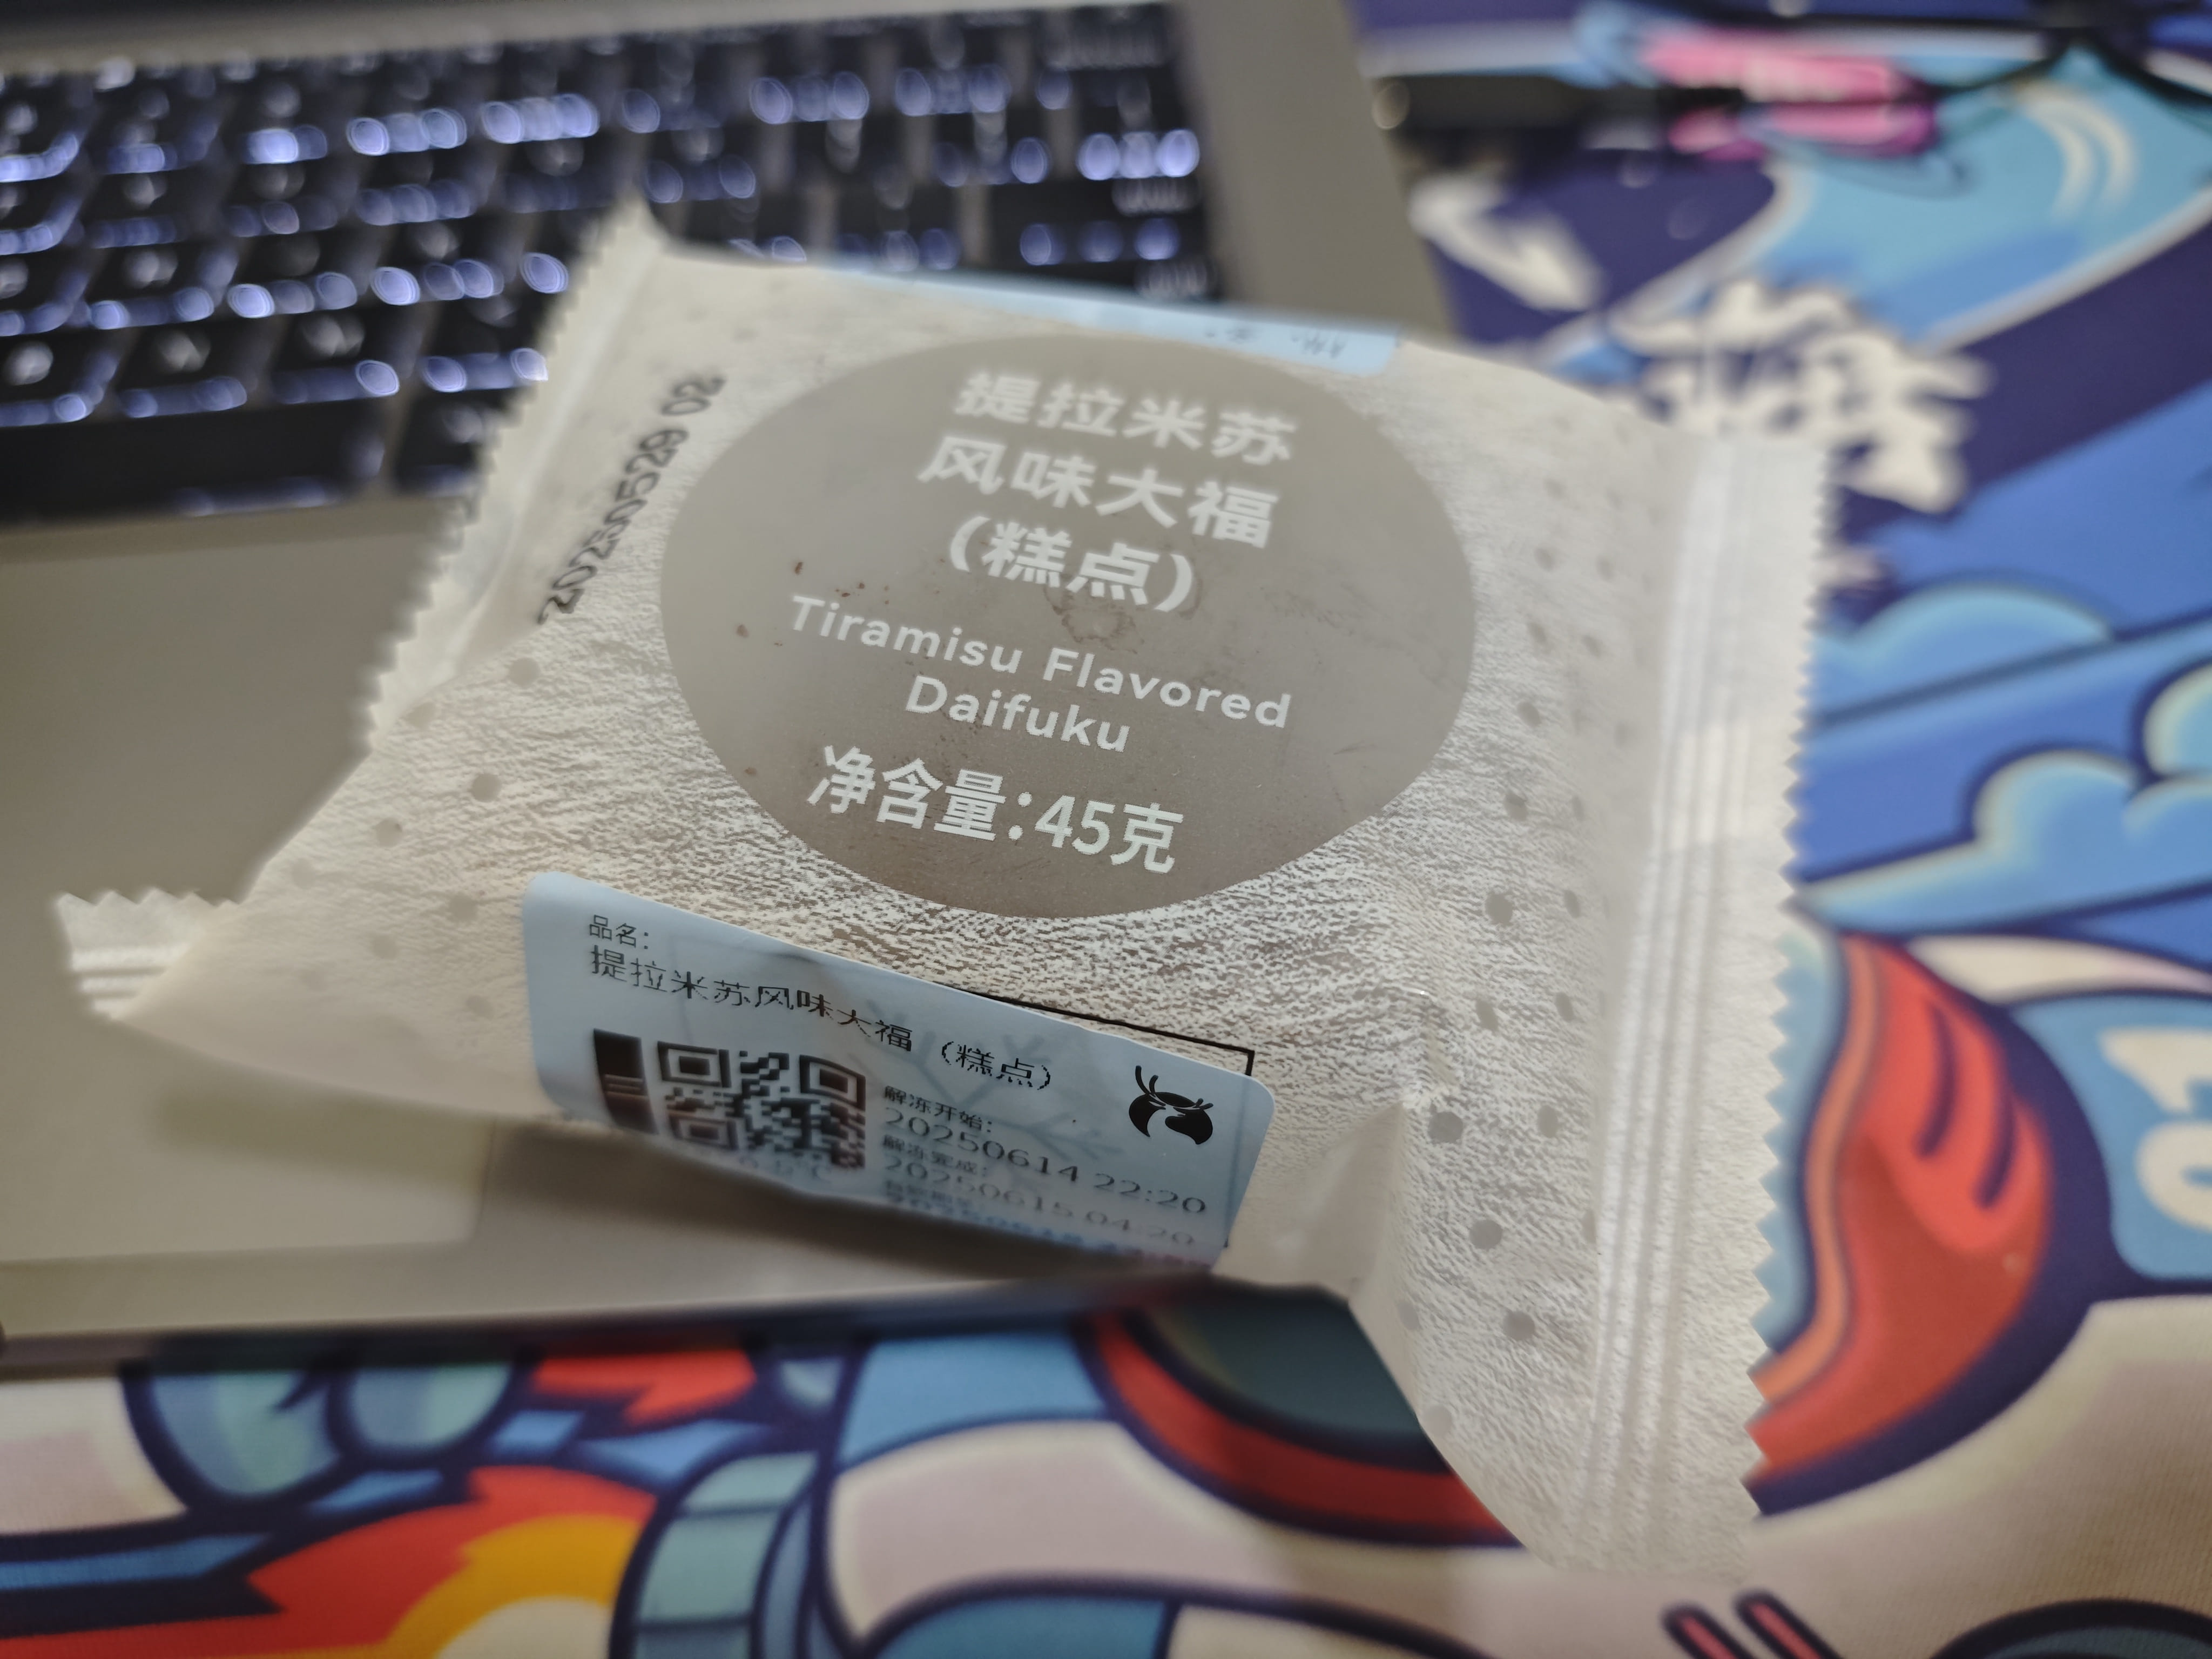 提拉米苏
风味大福
(糕点)
Tiramisu Flavored
Daifuku
净含量:45克
20250529 02
品名:
提拉米苏风味大福 (糕点)
解冻开始:
20250614 22:20
解冻完成:
20250615 04:20